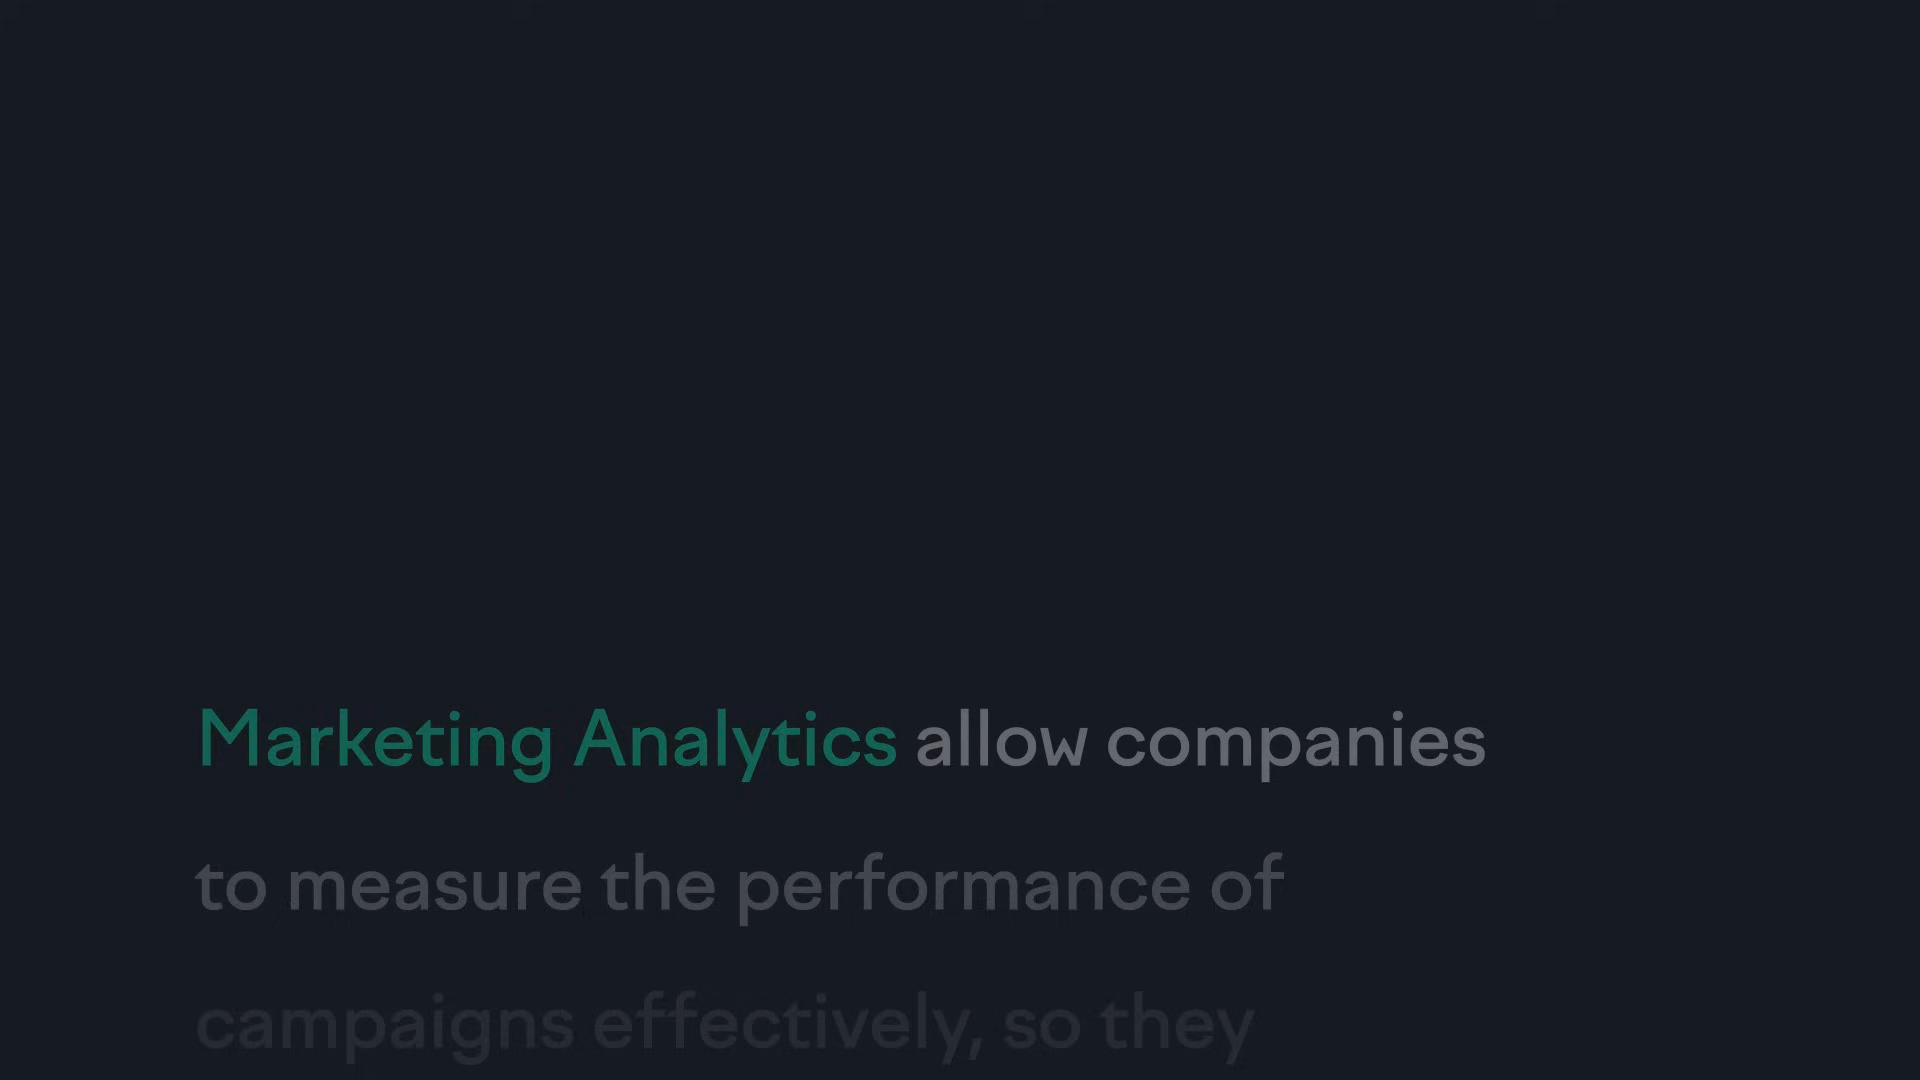 Marketing Analytics allow companies
to measure the performance of
campaigns effectively, so they